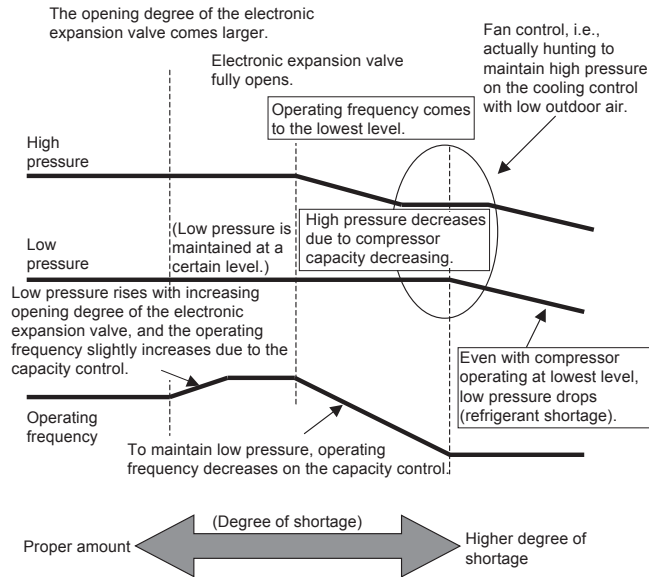 The opening degree of the electronic
expansion valve comes larger.
Electronic expansion valve
fully opens.
Fan control, i.e.,
actually hunting to
maintain high pressure
on the cooling control
with low outdoor air.
Operating frequency comes
to the lowest level.
High
pressure
(Low pressure is
maintained at a
certain level.)
High pressure decreases
due to compressor
capacity decreasing.
Low
pressure
Low pressure rises with increasing
opening degree of the electronic
expansion valve, and the operating
frequency slightly increases due to the
capacity control.
Even with compressor
operating at lowest level,
low pressure drops
(refrigerant shortage).
Operating
frequency
To maintain low pressure, operating
frequency decreases on the capacity control.
(Degree of shortage)
Proper amount
Higher degree of
shortage